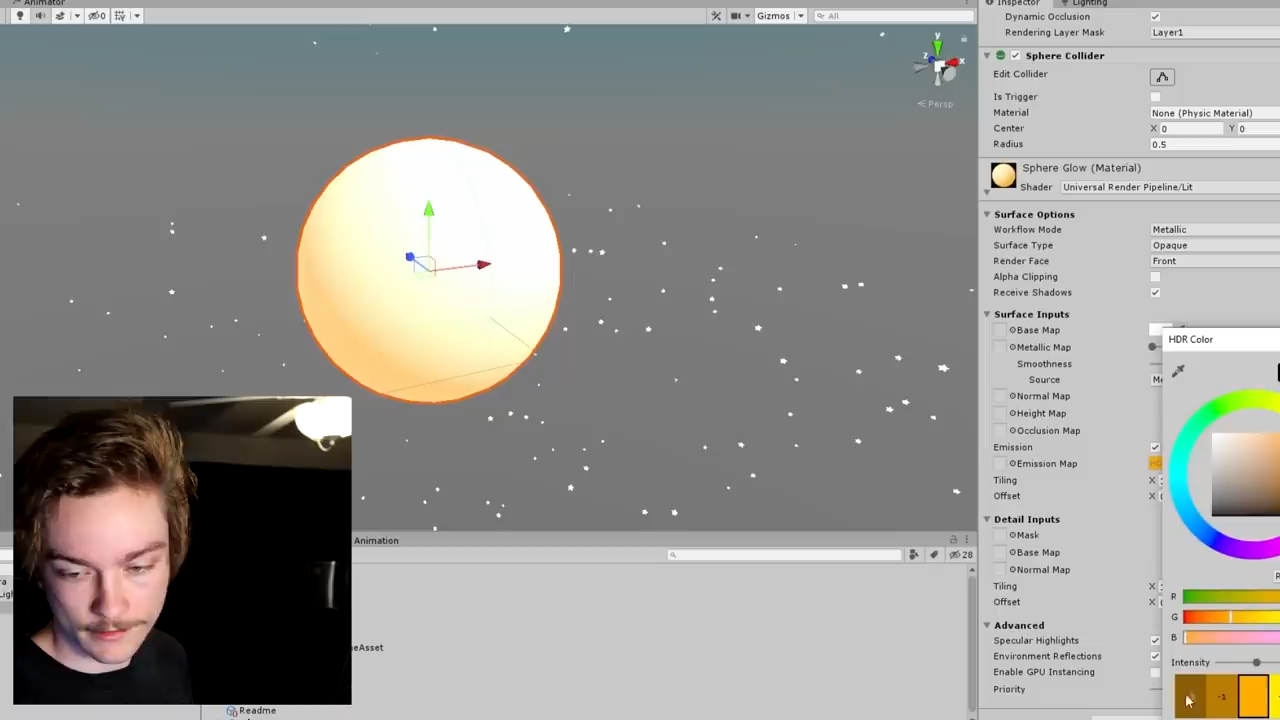 Animator
Inspector
Lighting
0
Gizmos
All
Dynamic Occlusion
Rendering Layer Mask
Layer1
y
x
z
Persp
Sphere Collider
Edit Collider
Is Trigger
Material
None (Physic Material)
Center
X 0
Y 0
Radius
0.5
Sphere Glow (Material)
Shader
Universal Render Pipeline/Lit
Surface Options
Workflow Mode
Metallic
Surface Type
Opaque
Render Face
Front
Alpha Clipping
Receive Shadows
Surface Inputs
Base Map
Metallic Map
Smoothness
Source
Normal Map
Height Map
Occlusion Map
Emission
Emission Map
Tiling
X
Offset
X
Detail Inputs
Mask
Base Map
Normal Map
Tiling
X
Offset
X
Advanced
Specular Highlights
Environment Reflections
Enable GPU Instancing
Priority
HDR Color
R
G
B
Intensity
-1
Animation
28
Readme